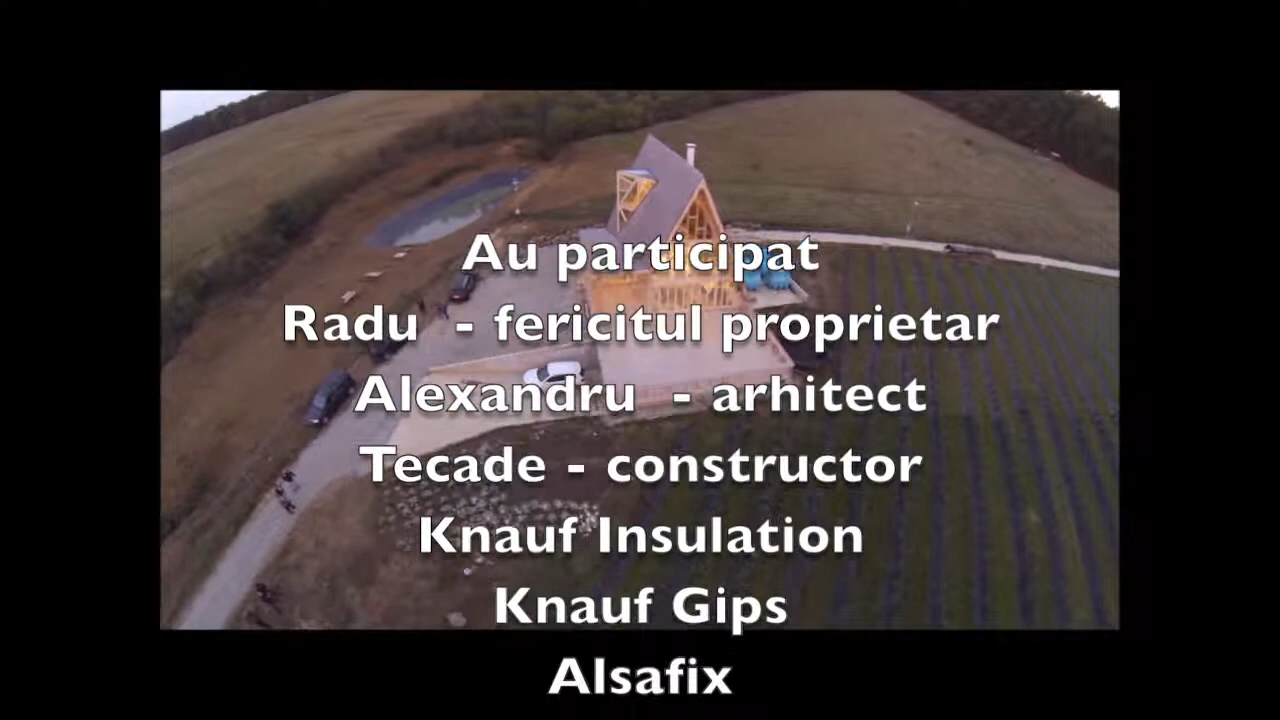 Au participat
Radu - fericitul proprietar
Alexandru - arhitect
Tecade - constructor
Knauf Insulation
Knauf Gips
Alsafix